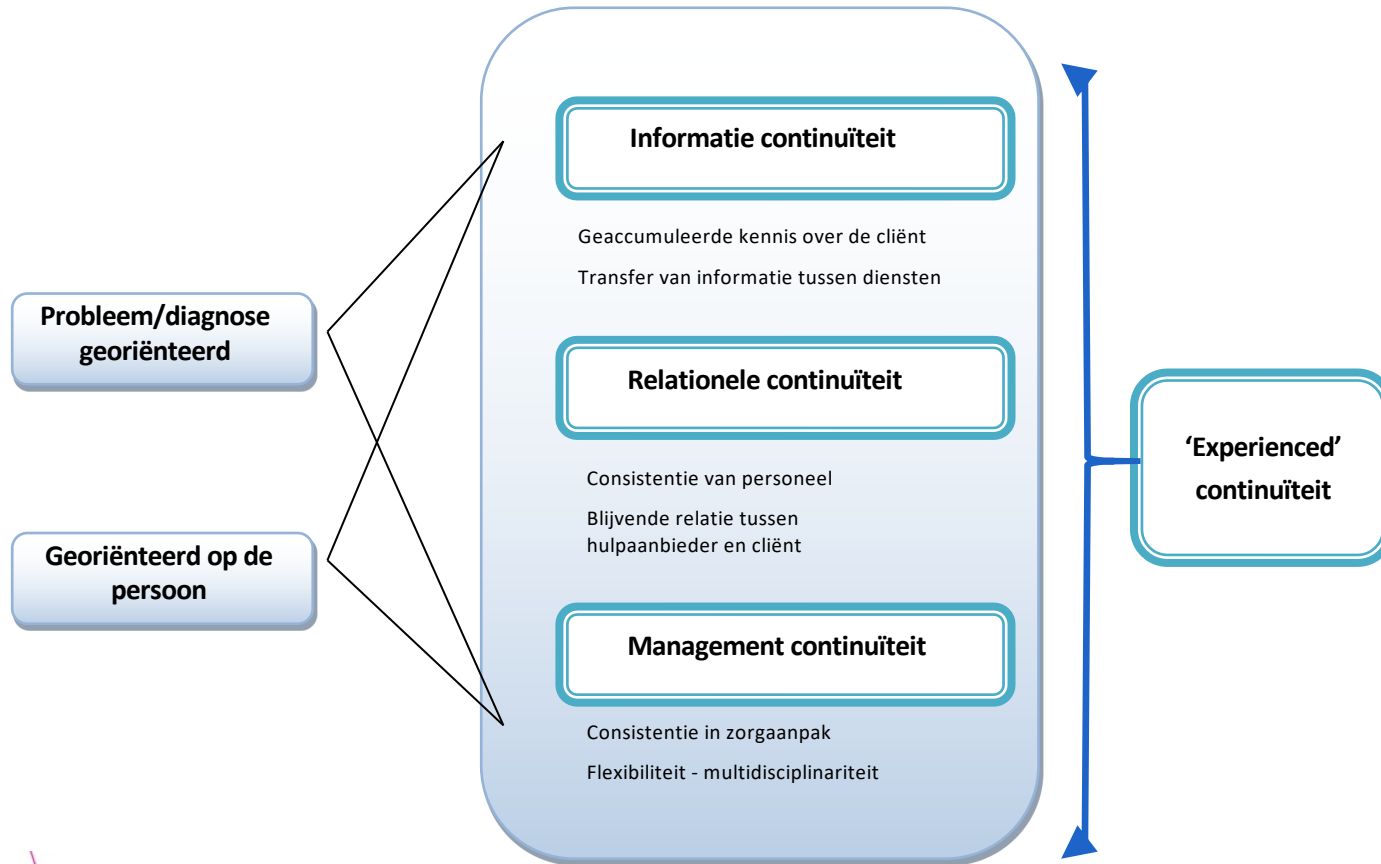 Probleem/diagnose
georiënteerd
Georiënteerd op de
persoon
Informatie continuïteit
Geaccumuleerde kennis over de cliënt
Transfer van informatie tussen diensten
Relationele continuïteit
Consistentie van personeel
Blijvende relatie tussen
hulpaanbieder en cliënt
Management continuïteit
Consistentie in zorgaanpak
Flexibiliteit - multidisciplinariteit
‘Experienced’
continuïteit